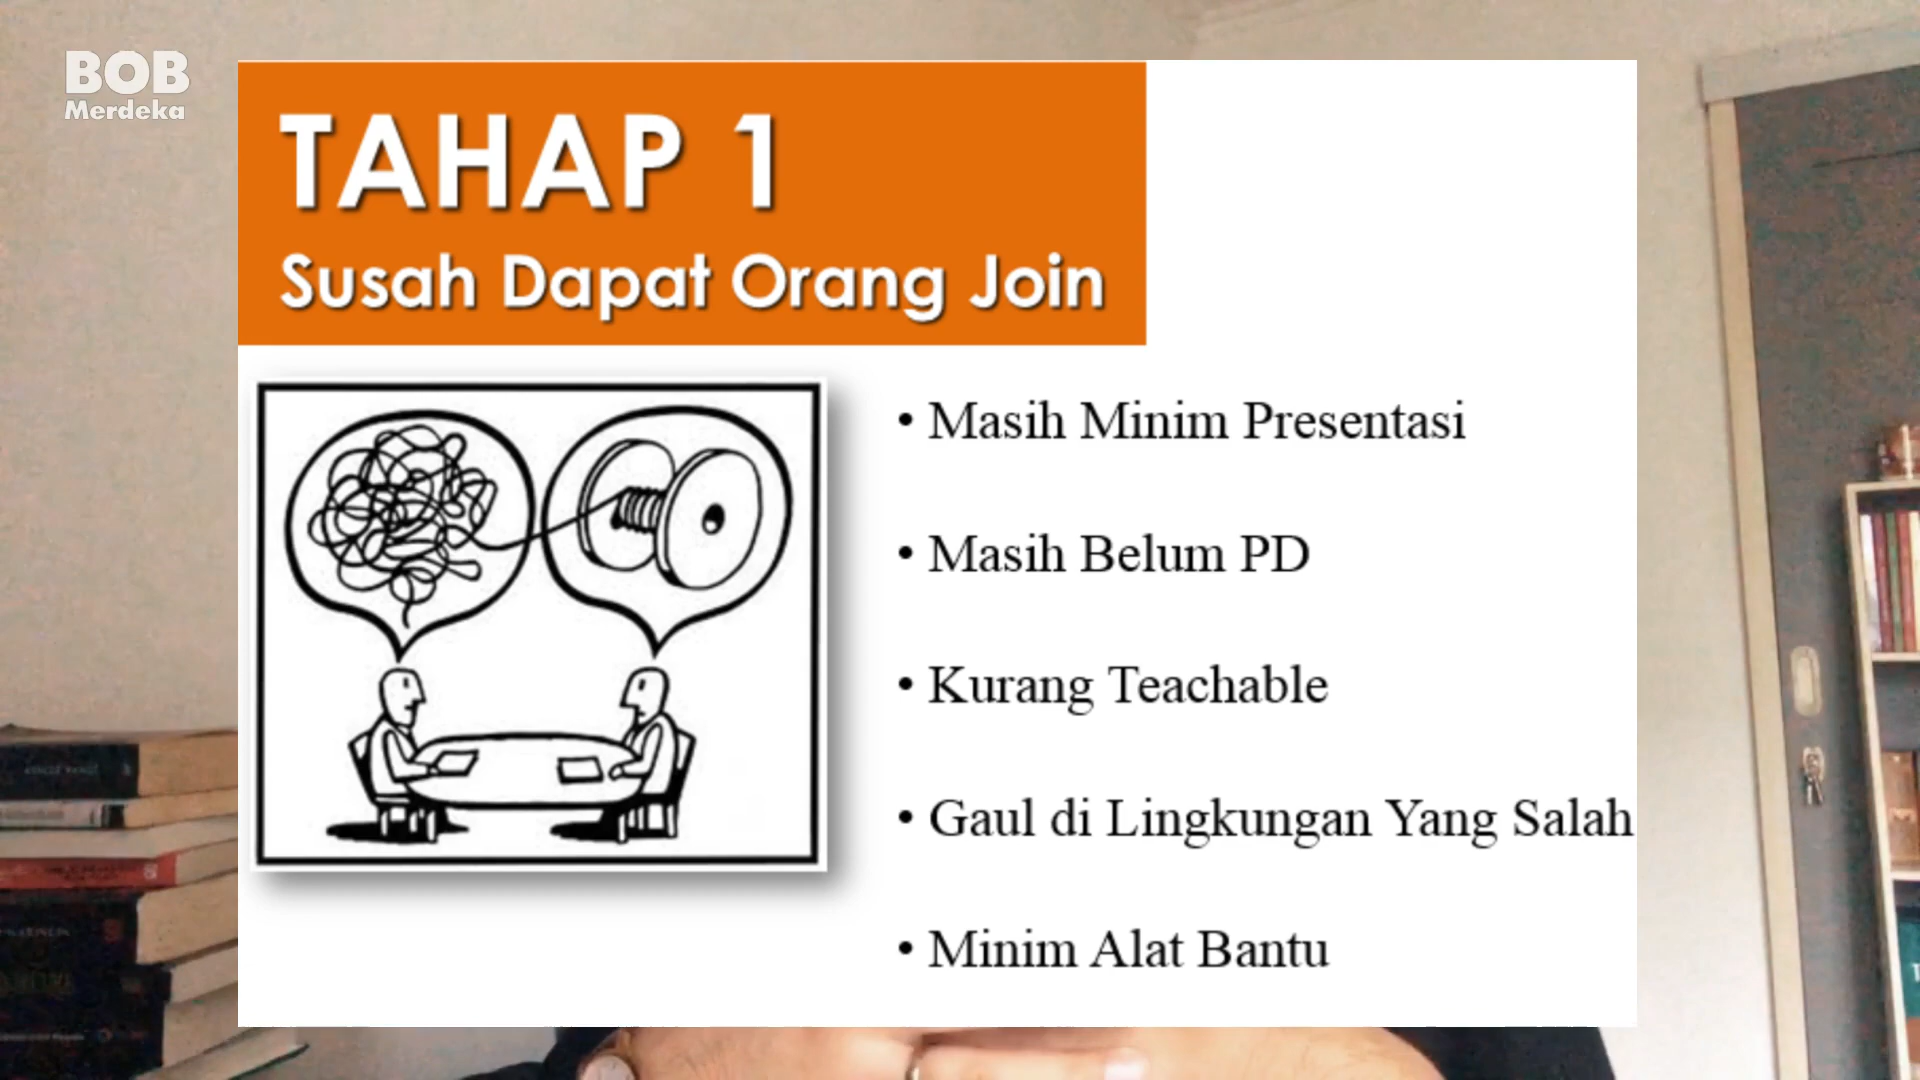 BOB
Merdeka
TAHAP 1
Susah Dapat Orang Join
• Masih Minim Presentasi
• Masih Belum PD
• Kurang Teachable
• Gaul di Lingkungan Yang Salah
• Minim Alat Bantu